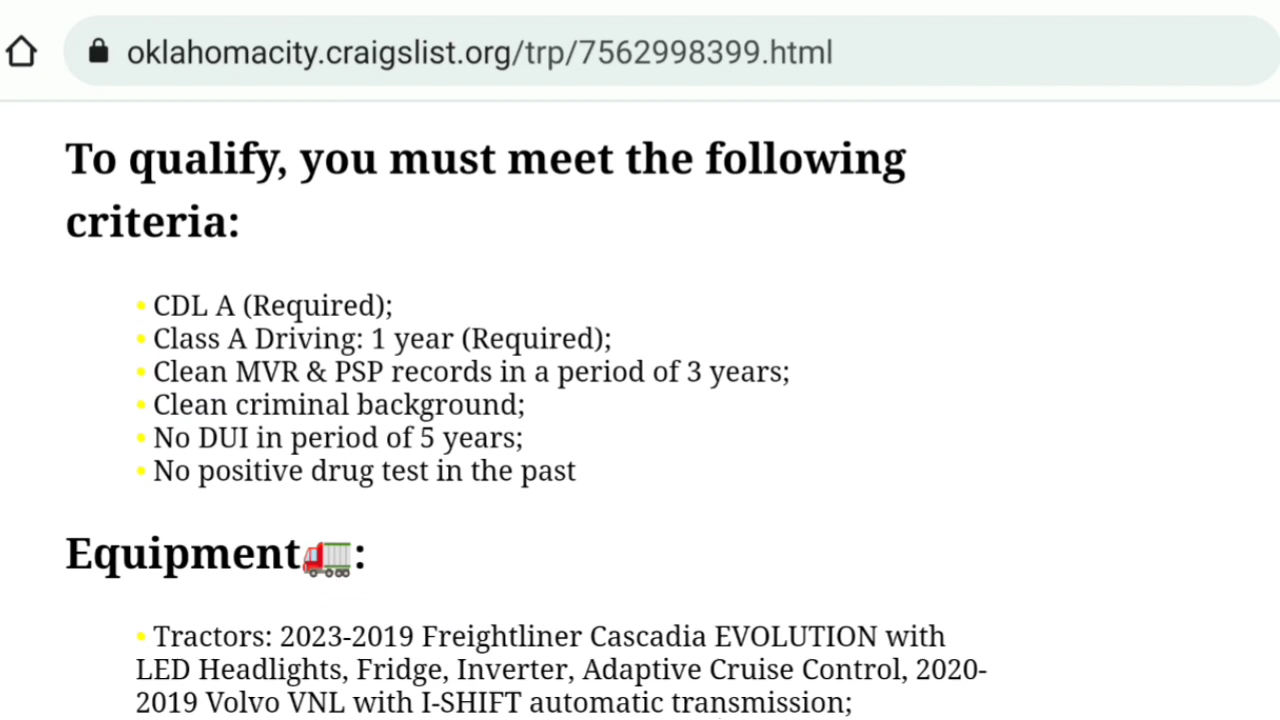 oklahomacity.craigslist.org/trp/7562998399.html
To qualify, you must meet the following
criteria:
• CDL A (Required);
• Class A Driving: 1 year (Required);
• Clean MVR & PSP records in a period of 3 years;
• Clean criminal background;
• No DUI in period of 5 years;
• No positive drug test in the past
Equipment🚛:
• Tractors: 2023-2019 Freightliner Cascadia EVOLUTION with
LED Headlights, Fridge, Inverter, Adaptive Cruise Control, 2020-
2019 Volvo VNL with I-SHIFT automatic transmission;